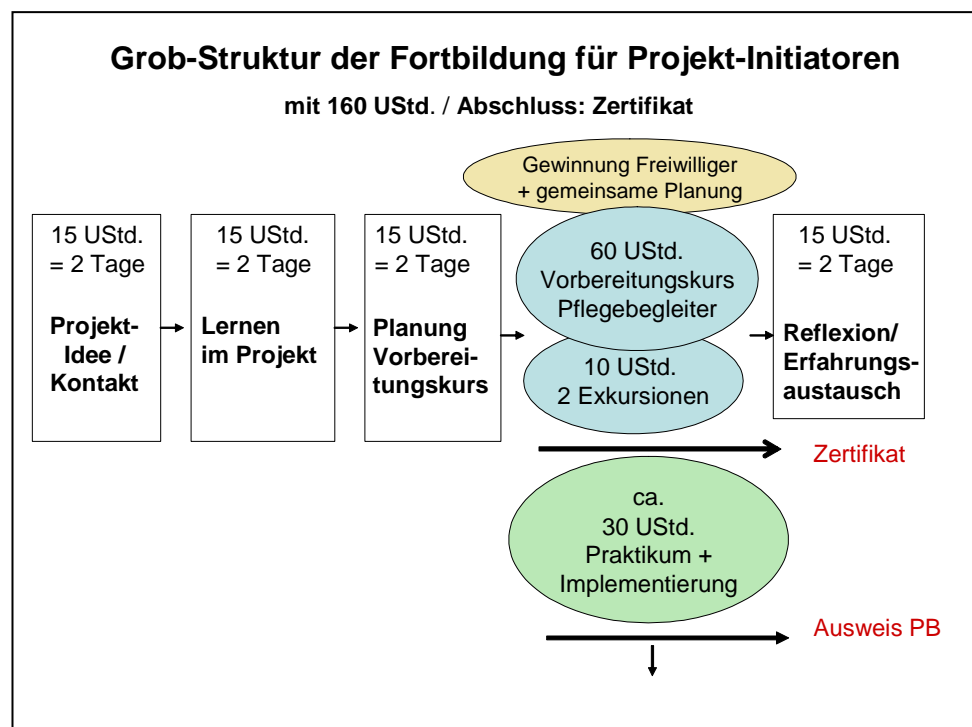 Grob-Struktur der Fortbildung für Projekt-Initiatoren
mit 160 UStd. / Abschluss: Zertifikat
Gewinnung Freiwilliger
+ gemeinsame Planung
15 UStd.
= 2 Tage
Projekt-
Idee /
Kontakt
15 UStd.
= 2 Tage
Lernen
im Projekt
15 UStd.
= 2 Tage
Planung
Vorberei-
tungskurs
60 UStd.
Vorbereitungskurs
Pflegebegleiter
10 UStd.
2 Exkursionen
15 UStd.
= 2 Tage
Reflexion/
Erfahrungs-
austausch
Zertifikat
ca.
30 UStd.
Praktikum +
Implementierung
Ausweis PB